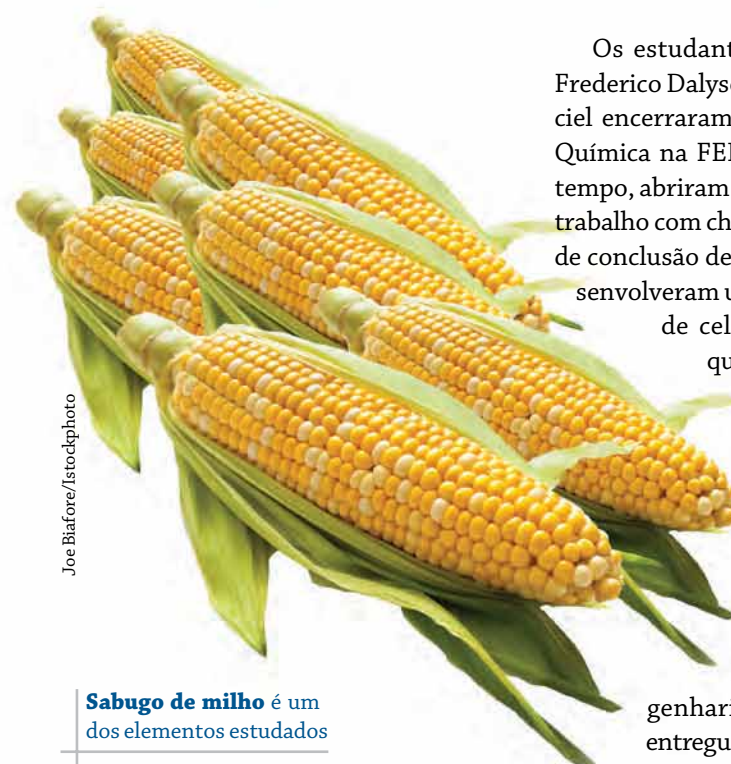 Os estudant
Frederico Dalys
ciel encerraram
Química na FEI
tempo, abriram
trabalho com ch
de conclusão de
senvolveram u
de cel
qu
Joe Biafore/Istockphoto
Sabugo de milho é um
dos elementos estudados
genhari
entregu